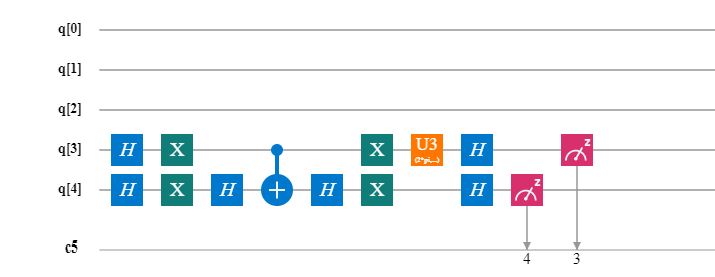 q[0]
q[1]
q[2]
q[3] H X X U3 H z
q[4] H X H H X H z
c5
4 3